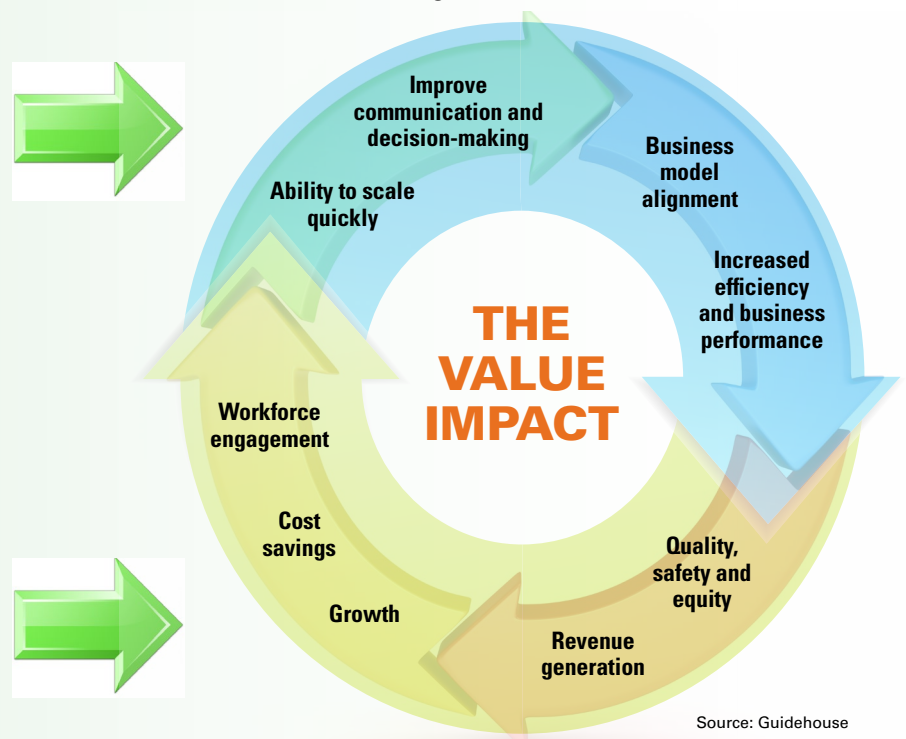 Improve
communication and
decision-making
Ability to scale
quickly
Business
model
alignment
Increased
efficiency
and business
performance
THE
VALUE
IMPACT
Workforce
engagement
Cost
savings
Growth
Quality,
safety and
equity
Revenue
generation
Source: Guidehouse